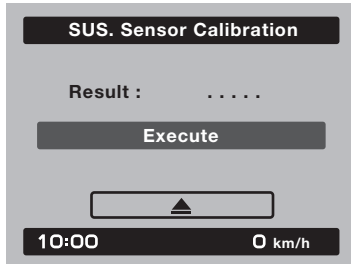 SUS. Sensor Calibration
Result : . . . . .
Execute
10:00 0 km/h